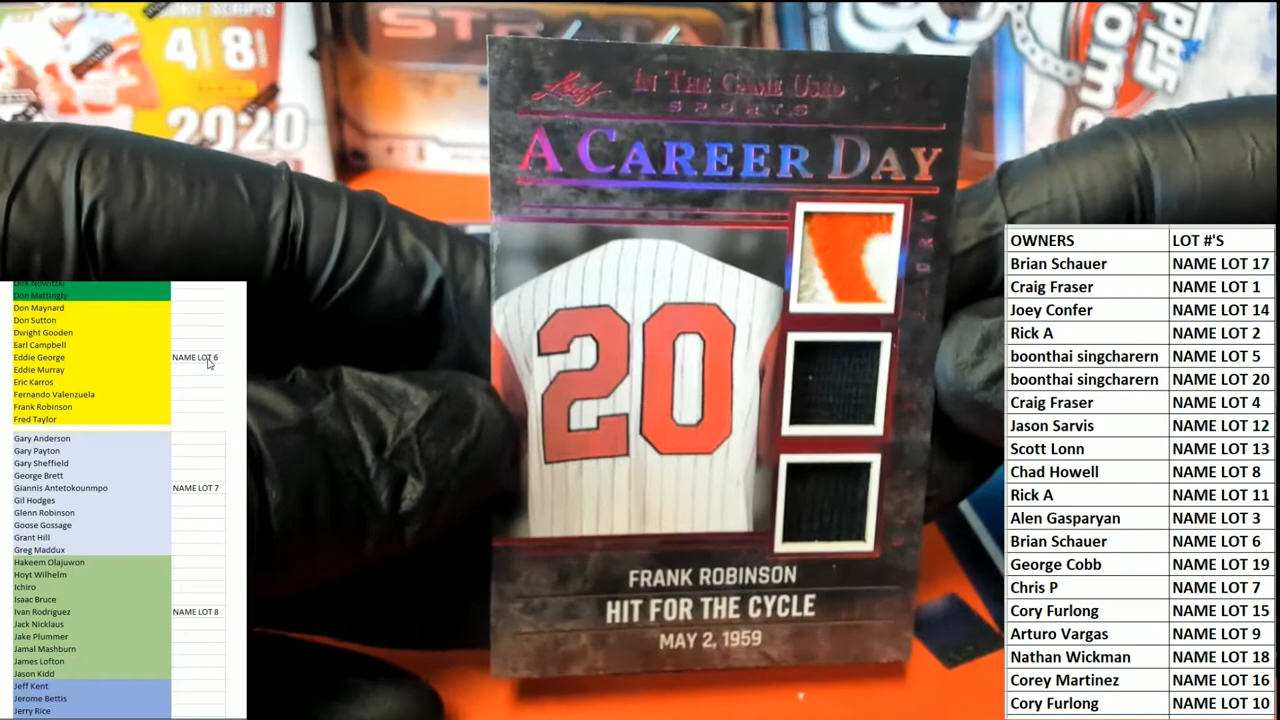 4 8
2020
STRATA
Leaf
IN THE GAME USED
SPORTS
A CAREER DAY
20
FRANK ROBINSON
HIT FOR THE CYCLE
MAY 2, 1959
Dirk Nowitzki
Don Mattingly
Don Maynard
Don Sutton
Dwight Gooden
Earl Campbell
Eddie George NAME LOT 6
Eddie Murray
Eric Karros
Fernando Valenzuela
Frank Robinson
Fred Taylor
Gary Anderson
Gary Payton
Gary Sheffield
George Brett
Giannis Antetokounmpo NAME LOT 7
Gil Hodges
Glenn Robinson
Goose Gossage
Grant Hill
Greg Maddux
Hakeem Olajuwon
Hoyt Wilhelm
Ichiro
Isaac Bruce
Ivan Rodriguez NAME LOT 8
Jack Nicklaus
Jake Plummer
Jamal Mashburn
James Lofton
Jason Kidd
Jeff Kent
Jerome Bettis
Jerry Rice
OWNERS LOT #'S
Brian Schauer NAME LOT 17
Craig Fraser NAME LOT 1
Joey Confer NAME LOT 14
Rick A NAME LOT 2
boonthai singcharern NAME LOT 5
boonthai singcharern NAME LOT 20
Craig Fraser NAME LOT 4
Jason Sarvis NAME LOT 12
Scott Lonn NAME LOT 13
Chad Howell NAME LOT 8
Rick A NAME LOT 11
Alen Gasparyan NAME LOT 3
Brian Schauer NAME LOT 6
George Cobb NAME LOT 19
Chris P NAME LOT 7
Cory Furlong NAME LOT 15
Arturo Vargas NAME LOT 9
Nathan Wickman NAME LOT 18
Corey Martinez NAME LOT 16
Cory Furlong NAME LOT 10